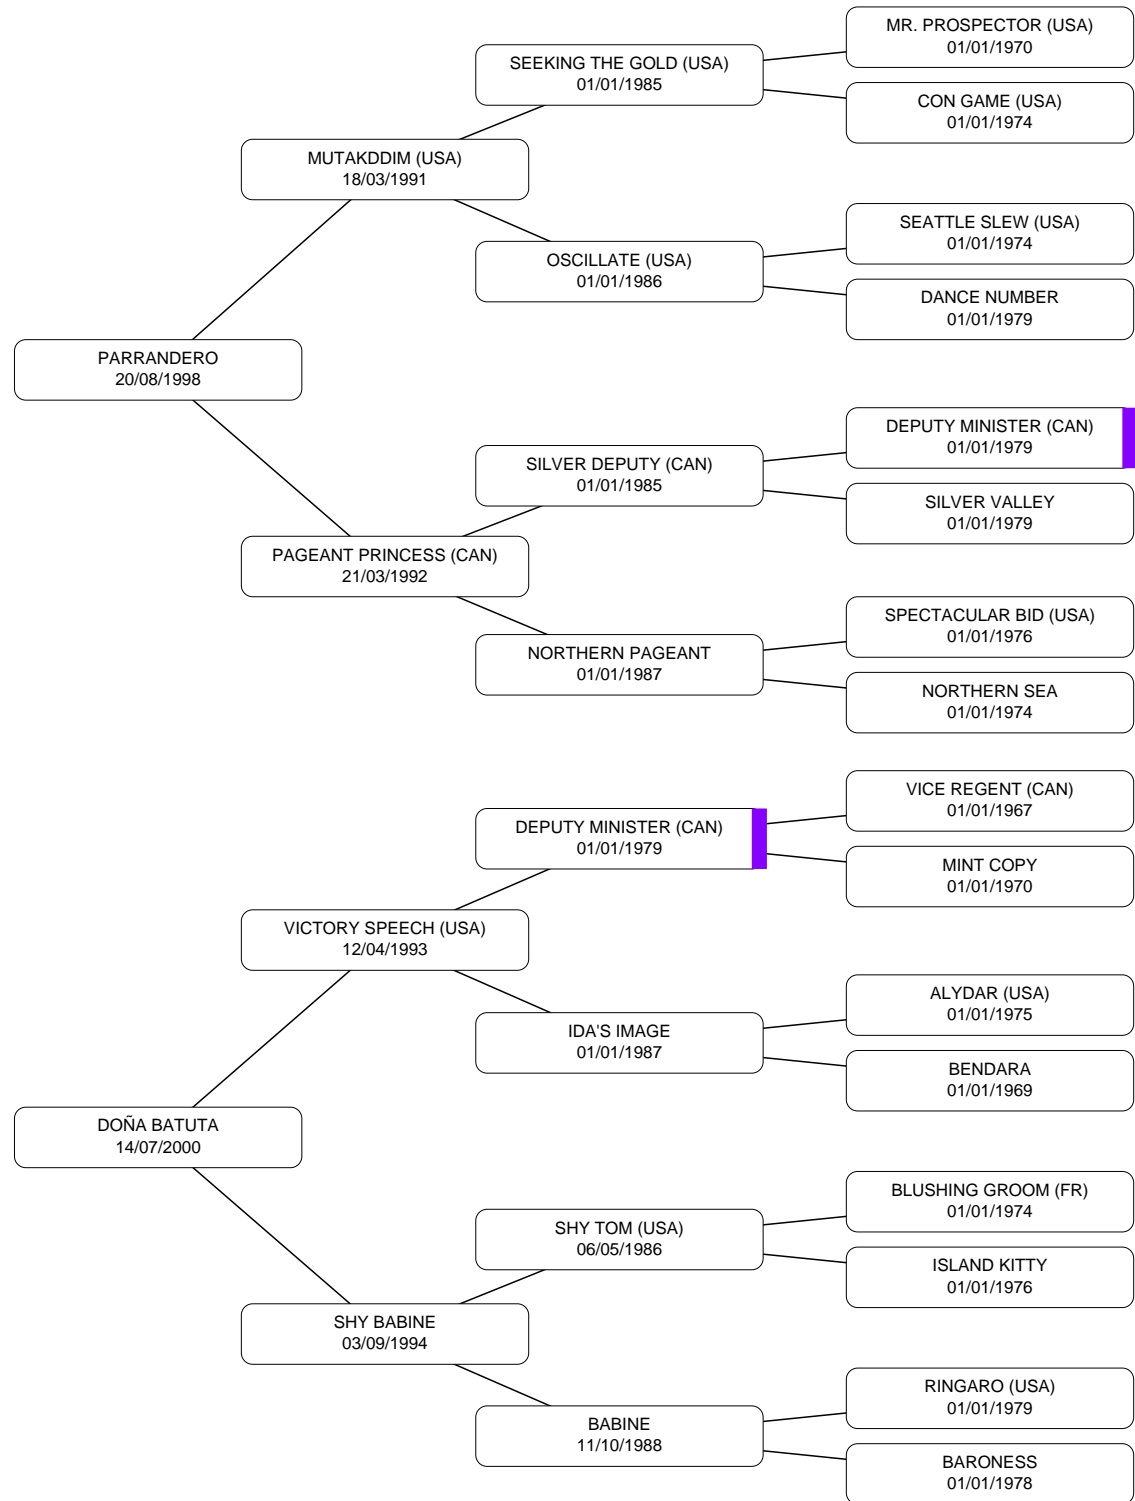 MR. PROSPECTOR (USA)
01/01/1970
SEEKING THE GOLD (USA)
01/01/1985
CON GAME (USA)
01/01/1974
MUTAKDDIM (USA)
18/03/1991
SEATTLE SLEW (USA)
01/01/1974
OSCILLATE (USA)
01/01/1986
DANCE NUMBER
01/01/1979
PARRANDERO
20/08/1998
DEPUTY MINISTER (CAN)
01/01/1979
SILVER DEPUTY (CAN)
01/01/1985
SILVER VALLEY
01/01/1979
PAGEANT PRINCESS (CAN)
21/03/1992
SPECTACULAR BID (USA)
01/01/1976
NORTHERN PAGEANT
01/01/1987
NORTHERN SEA
01/01/1974
VICE REGENT (CAN)
01/01/1967
DEPUTY MINISTER (CAN)
01/01/1979
MINT COPY
01/01/1970
VICTORY SPEECH (USA)
12/04/1993
ALYDAR (USA)
01/01/1975
IDA'S IMAGE
01/01/1987
BENDARA
01/01/1969
DOÑA BATUTA
14/07/2000
BLUSHING GROOM (FR)
01/01/1974
SHY TOM (USA)
06/05/1986
ISLAND KITTY
01/01/1976
SHY BABINE
03/09/1994
RINGARO (USA)
01/01/1979
BABINE
11/10/1988
BARONESS
01/01/1978